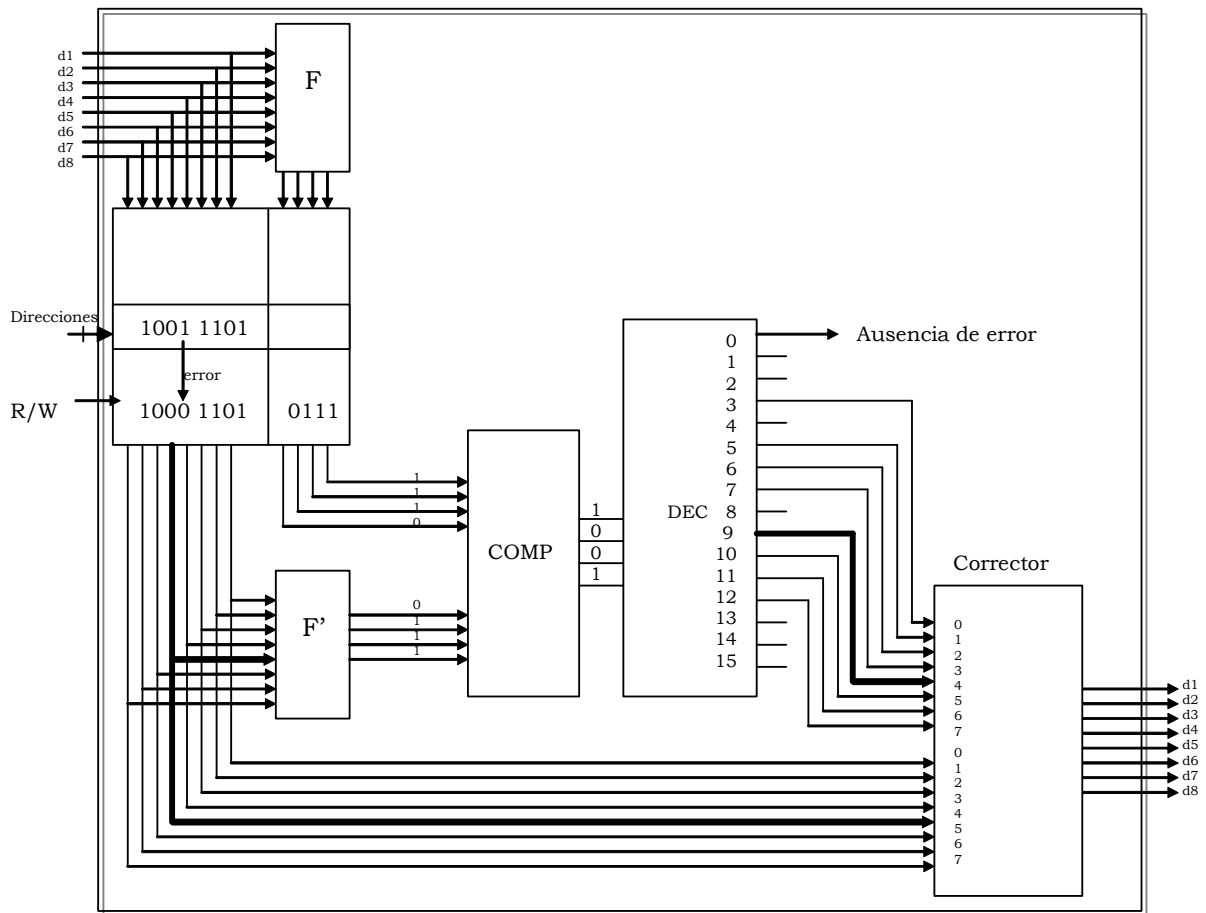 d1
d2
d3
d4
d5
d6
d7
d8
F
Direcciones
1001 1101
error
R/W
1000 1101
0111
1
1
1
0
F’
0
1
1
1
COMP
1
0
0
1
DEC
0
1
2
3
4
5
6
7
8
9
10
11
12
13
14
15
Ausencia de error
Corrector
0
1
2
3
4
5
6
7
0
1
2
3
4
5
6
7
d1
d2
d3
d4
d5
d6
d7
d8